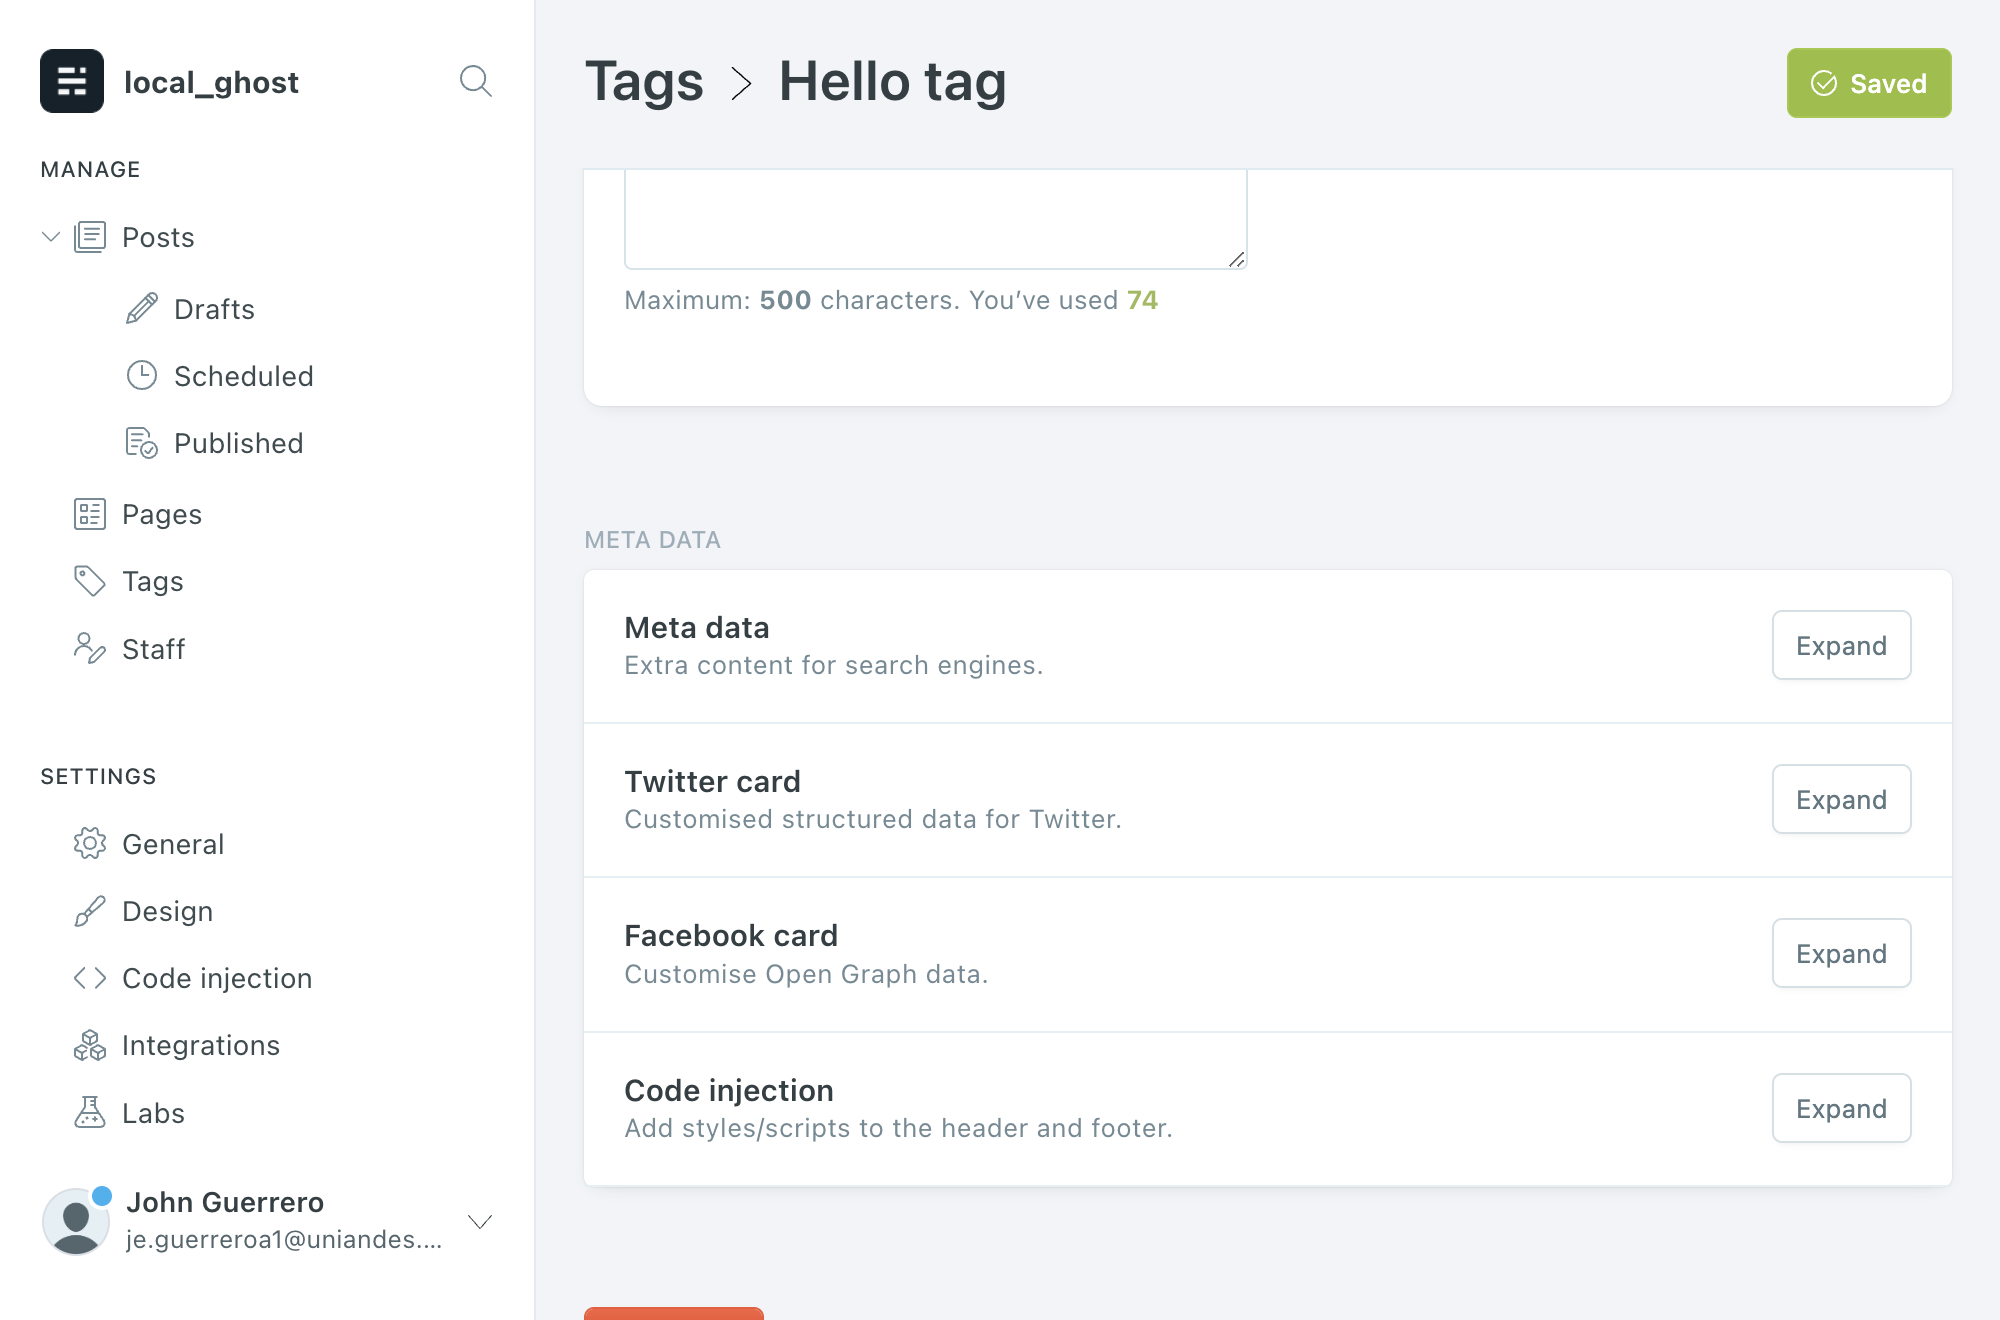 local_ghost
MANAGE
Posts
Drafts
Scheduled
Published
Pages
Tags
Staff
SETTINGS
General
Design
Code injection
Integrations
Labs
John Guerrero
je.guerreroa1@uniandes....
Tags > Hello tag
Saved
Maximum: 500 characters. You’ve used 74
META DATA
Meta data
Extra content for search engines.
Expand
Twitter card
Customised structured data for Twitter.
Expand
Facebook card
Customise Open Graph data.
Expand
Code injection
Add styles/scripts to the header and footer.
Expand